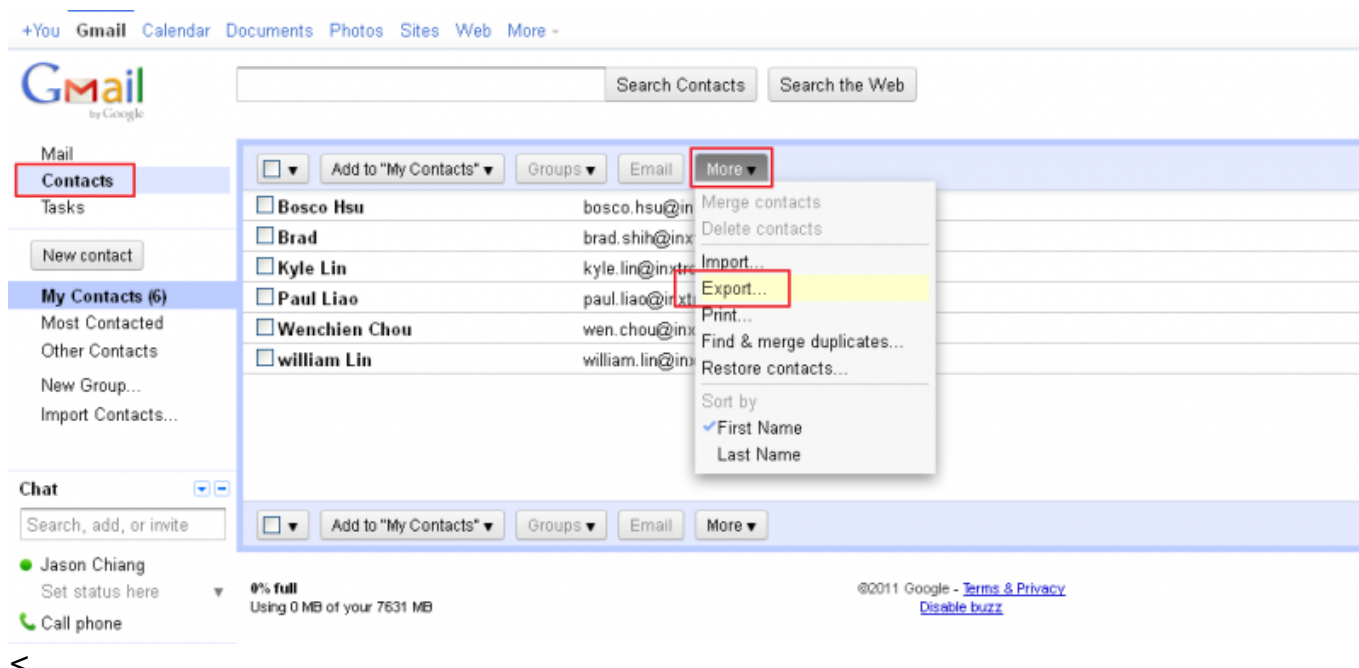 +You Gmail Calendar Documents Photos Sites Web More
Gmail
by Google
Search Contacts Search the Web
Mail
Contacts
Tasks
New contact
My Contacts (6)
Most Contacted
Other Contacts
New Group...
Import Contacts...
Add to "My Contacts" Groups Email More
Bosco Hsu bosco.hsu@in
Brad brad.shih@inx
Kyle Lin kyle.lin@inxtro
Paul Liao paul.liao@inxtr
Wenchien Chou wen.chou@inx
william Lin william.lin@inx
Merge contacts
Delete contacts
Import...
Export...
Print...
Find & merge duplicates...
Restore contacts...
Sort by
First Name
Last Name
Chat
Search, add, or invite
Jason Chiang
Set status here
Call phone
Add to "My Contacts" Groups Email More
0% full
Using 0 MB of your 7631 MB
©2011 Google - Terms & Privacy
Disable buzz
<